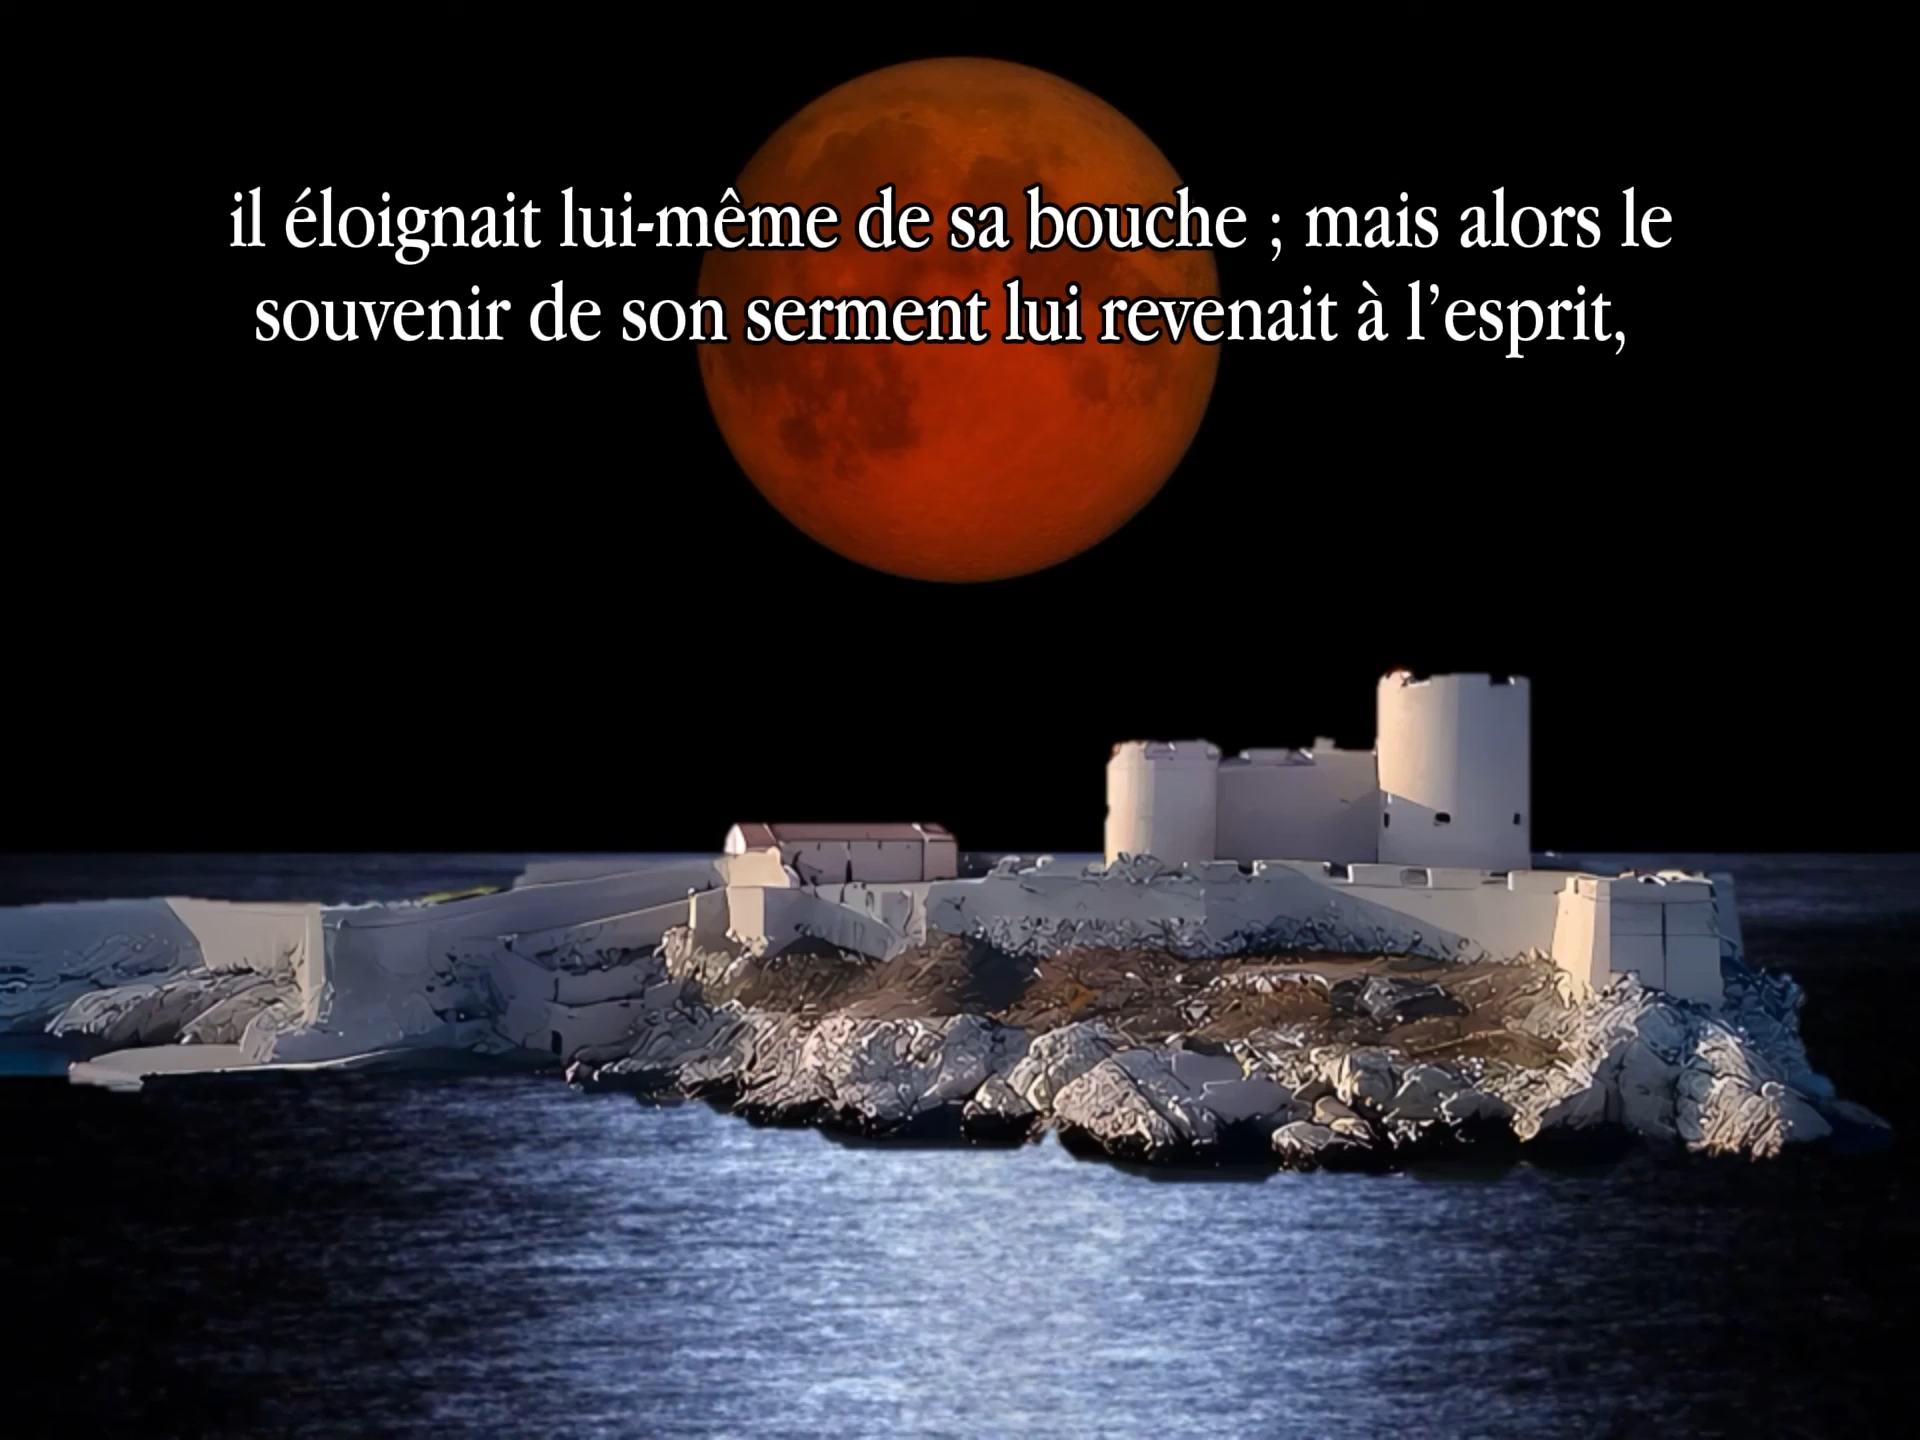 il éloignait lui-même de sa bouche ; mais alors le
souvenir de son serment lui revenait à l’esprit,